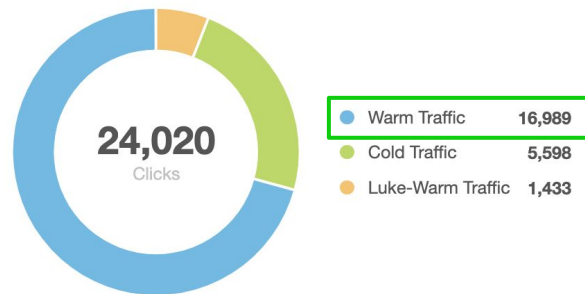 24,020
Clicks
Warm Traffic 16,989
Cold Traffic 5,598
Luke-Warm Traffic 1,433